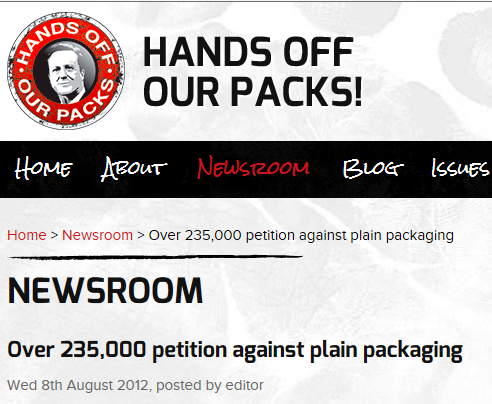 HANDS OFF
OUR PACKS
HANDS OFF
OUR PACKS!
HOME ABOUT NEWSROOM BLOG ISSUES
Home > Newsroom > Over 235,000 petition against plain packaging
NEWSROOM
Over 235,000 petition against plain packaging
Wed 8th August 2012, posted by editor